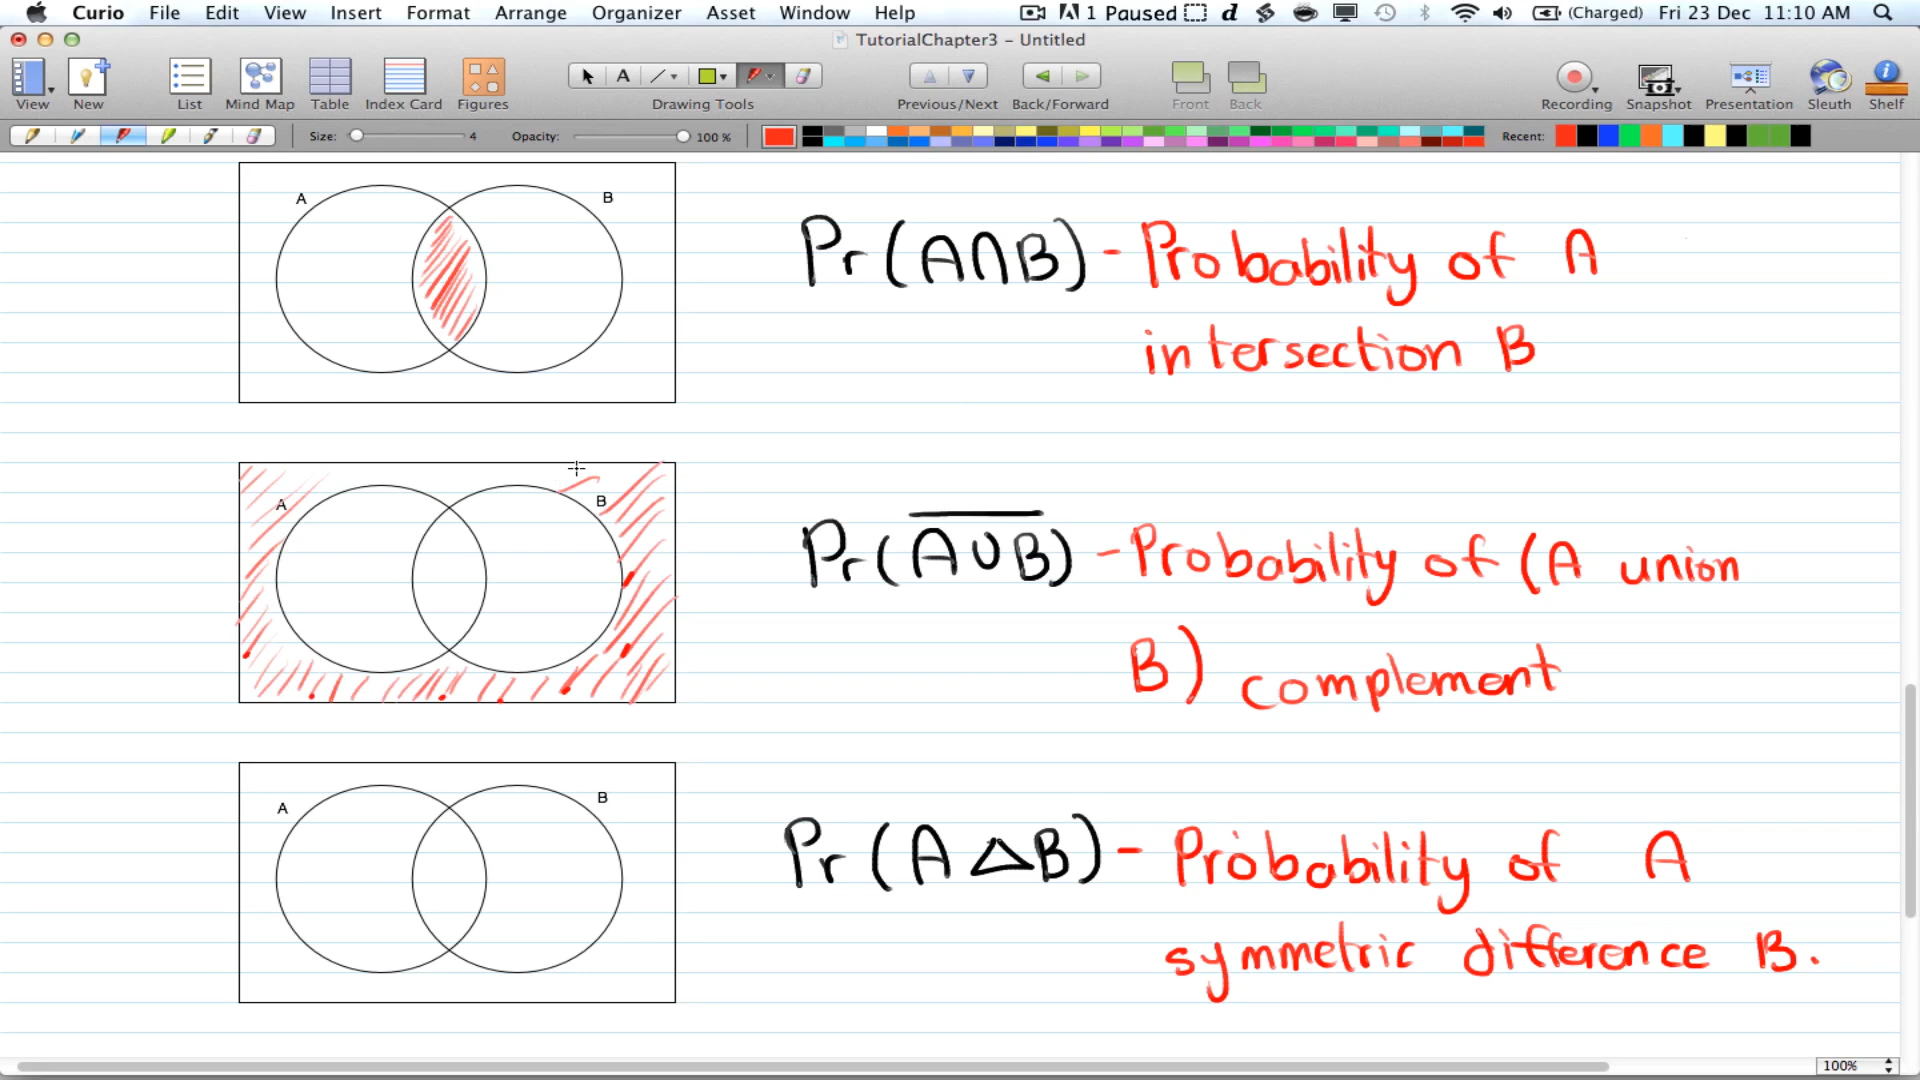 Curio File Edit View Insert Format Arrange Organizer Asset Window Help 1 Paused d (Charged) Fri 23 Dec 11:10 AM
TutorialChapter3 – Untitled
View New List Mind Map Table Index Card Figures Drawing Tools Previous/Next Back/Forward Front Back Recording Snapshot Presentation Sleuth Shelf
Size: 4 Opacity: 100 % Recent:
A B
Pr(A∩B) - Probability of A
intersection B
A B
Pr(\overline{A∪B}) - Probability of (A union
B) complement
A B
Pr(A △ B) - Probability of A
symmetric difference B.
100%